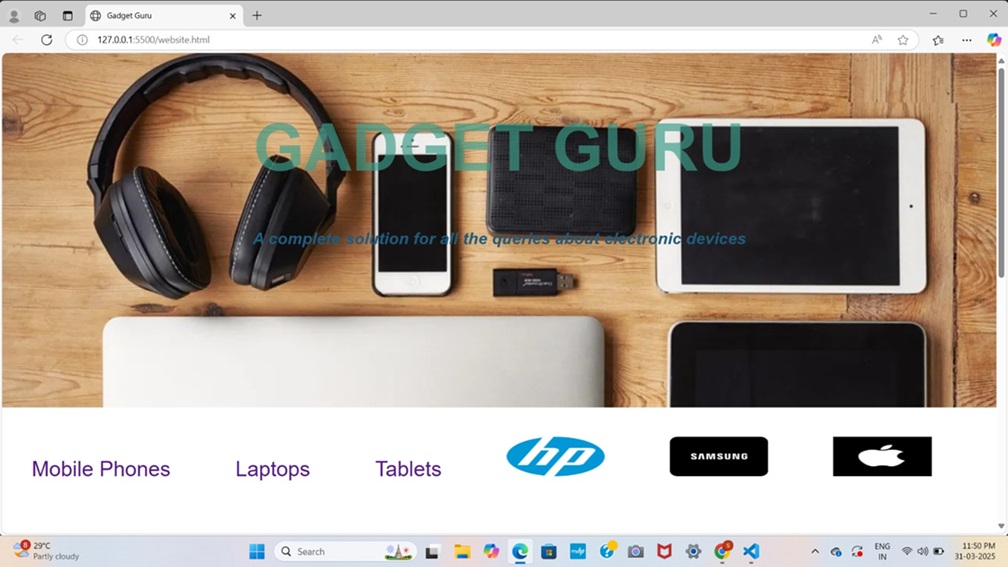 Gadget Guru
127.0.0.1:5500/website.html
GADGET GURU
A complete solution for all the queries about electronic devices
Mobile Phones Laptops Tablets hp SAMSUNG
8 29°C
Partly cloudy
Search
ENG
IN
11:50 PM
31-03-2025